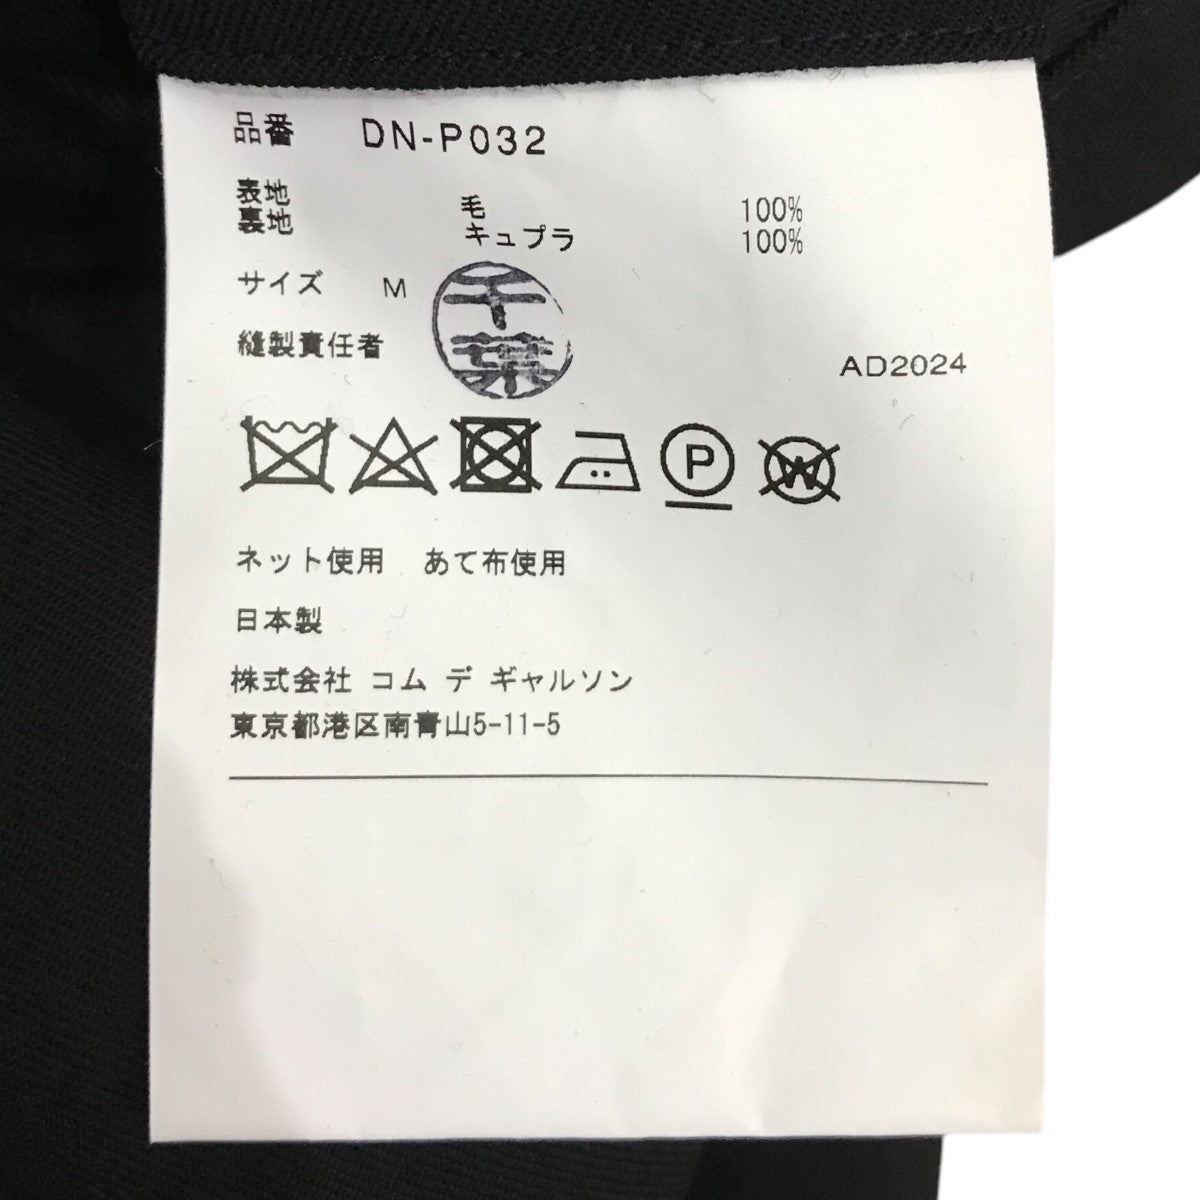 品番 DN-P032
表地 毛 100%
裏地 キュプラ 100%
サイズ M
縫製責任者 千葉
AD2024
P
W
ネット使用 あて布使用
日本製
株式会社 コム デ ギャルソン
東京都港区南青山5-11-5